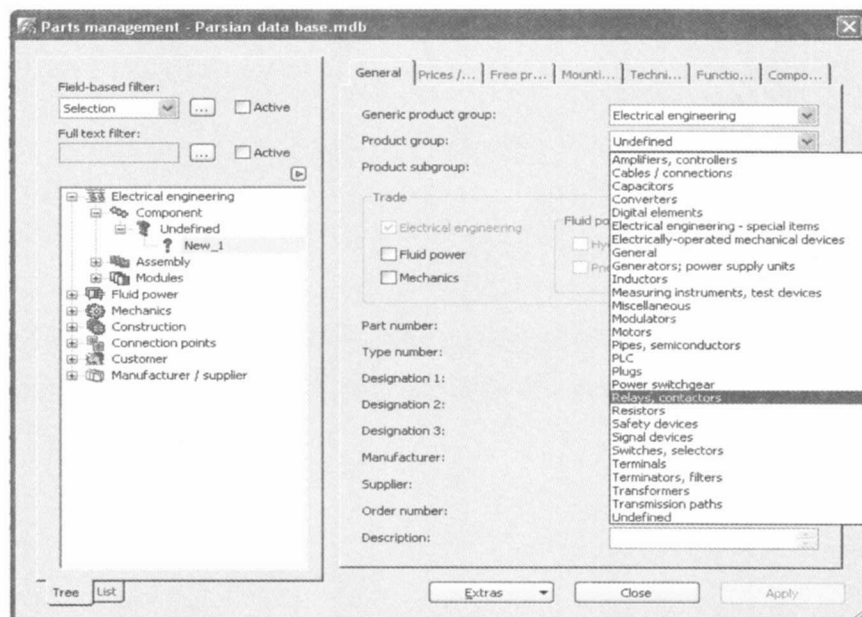 Parts management - Parsian data base.mdb
Field-based filter:
Selection
...
Active
Full text filter:
...
Active
Electrical engineering
Component
Undefined
New_1
Assembly
Modules
Fluid power
Mechanics
Construction
Connection points
Customer
Manufacturer / supplier
Tree
List
General
Prices /...
Free pr...
Mounti...
Techni...
Functio...
Compo...
Generic product group:
Electrical engineering
Product group:
Undefined
Product subgroup:
Trade
Electrical engineering
Fluid power
Mechanics
Fluid po
Hy
Pne
Part number:
Type number:
Designation 1:
Designation 2:
Designation 3:
Manufacturer:
Supplier:
Order number:
Description:
Amplifiers, controllers
Cables / connections
Capacitors
Converters
Digital elements
Electrical engineering - special items
Electrically-operated mechanical devices
General
Generators; power supply units
Inductors
Measuring instruments, test devices
Miscellaneous
Modulators
Motors
Pipes, semiconductors
PLC
Plugs
Power switchgear
Relays, contactors
Resistors
Safety devices
Signal devices
Switches, selectors
Terminals
Terminators, filters
Transformers
Transmission paths
Undefined
Extras
Close
Apply